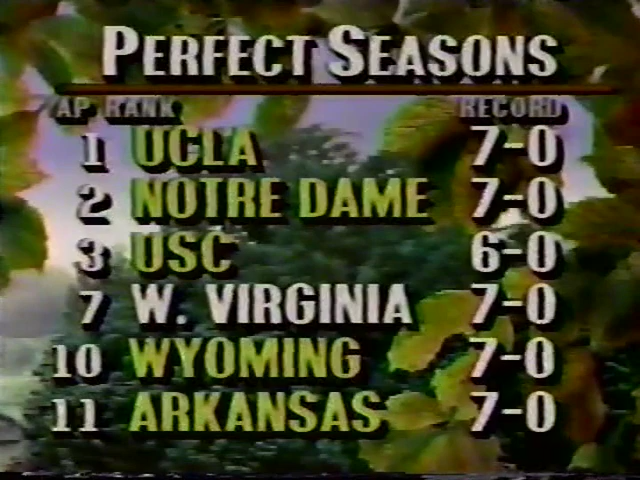 PERFECT SEASONS
AP RANK RECORD
1 UCLA 7-0
2 NOTRE DAME 7-0
3 USC 6-0
7 W. VIRGINIA 7-0
10 WYOMING 7-0
11 ARKANSAS 7-0